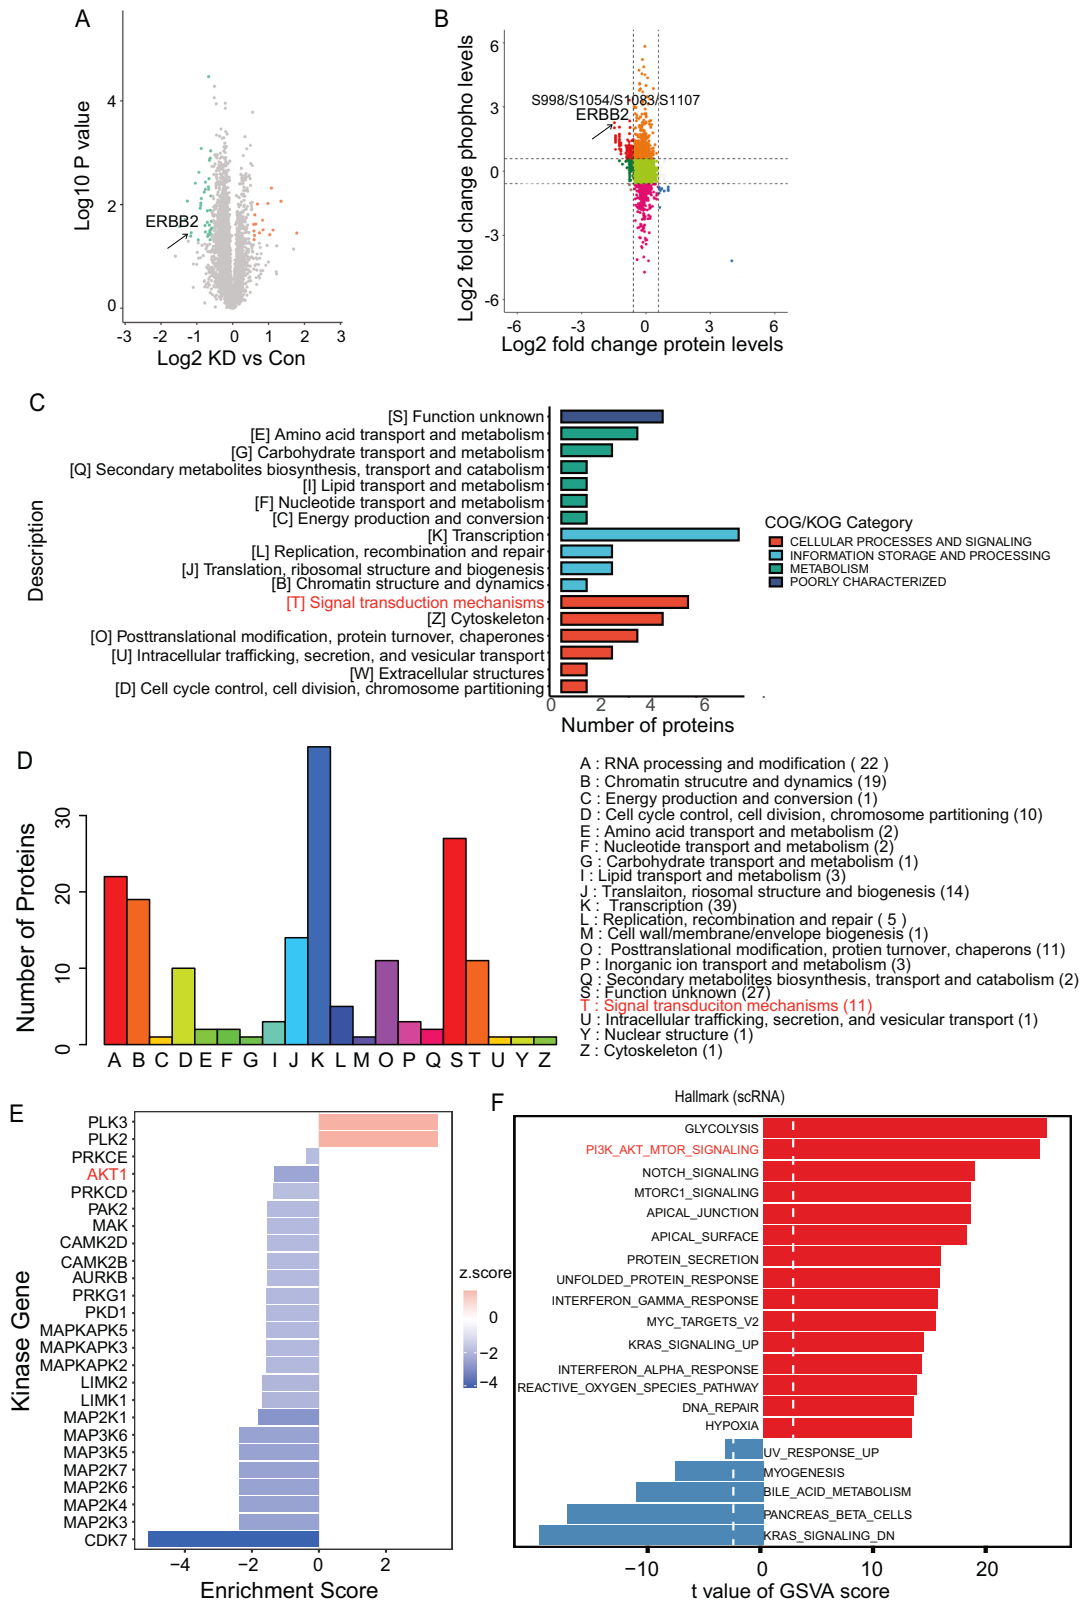 A
Log10 P value
4
2
0
ERBB2
-3
-2
-1
0
1
2
3
Log2 KD vs Con
B
Log2 fold change phospho levels
6
3
0
-3
-6
S998/S1054/S1083/S1107
ERBB2
-6
-3
0
3
6
Log2 fold change protein levels
C
Description
[S] Function unknown
[E] Amino acid transport and metabolism
[G] Carbohydrate transport and metabolism
[Q] Secondary metabolites biosynthesis, transport and catabolism
[I] Lipid transport and metabolism
[F] Nucleotide transport and metabolism
[C] Energy production and conversion
[K] Transcription
[L] Replication, recombination and repair
[J] Translation, ribosomal structure and biogenesis
[B] Chromatin structure and dynamics
[T] Signal transduction mechanisms
[Z] Cytoskeleton
[O] Posttranslational modification, protein turnover, chaperones
[U] Intracellular trafficking, secretion, and vesicular transport
[W] Extracellular structures
[D] Cell cycle control, cell division, chromosome partitioning
0
2
4
6
Number of proteins
COG/KOG Category
CELLULAR PROCESSES AND SIGNALING
INFORMATION STORAGE AND PROCESSING
METABOLISM
POORLY CHARACTERIZED
D
Number of Proteins
30
20
10
0
A B C D E F G I J K L M O P Q S T U Y Z
A : RNA processing and modification ( 22 )
B : Chromatin strucutre and dynamics (19)
C : Energy production and conversion (1)
D : Cell cycle control, cell division, chromosome partitioning (10)
E : Amino acid transport and metabolism (2)
F : Nucleotide transport and metabolism (2)
G : Carbohydrate transport and metabolism (1)
I : Lipid transport and metabolism (3)
J : Translaiton, riosomal structure and biogenesis (14)
K : Transcription (39)
L : Replication, recombination and repair ( 5 )
M : Cell wall/membrane/envelope biogenesis (1)
O : Posttranslational modification, protien turnover, chaperons (11)
P : Inorganic ion transport and metabolism (3)
Q : Secondary metabolites biosynthesis, transport and catabolism (2)
S : Function unknown (27)
T : Signal transduciton mechanisms (11)
U : Intracellular trafficking, secretion, and vesicular transport (1)
Y : Nuclear structure (1)
Z : Cytoskeleton (1)
E
Kinase Gene
PLK3
PLK2
PRKCE
AKT1
PRKCD
PAK2
MAK
CAMK2D
CAMK2B
AURKB
PRKG1
PKD1
MAPKAPK5
MAPKAPK3
MAPKAPK2
LIMK2
LIMK1
MAP2K1
MAP3K6
MAP3K5
MAP2K7
MAP2K6
MAP2K4
MAP2K3
CDK7
−4
−2
0
2
Enrichment Score
z.score
0
−2
−4
F
Hallmark (scRNA)
GLYCOLYSIS
PI3K_AKT_MTOR_SIGNALING
NOTCH_SIGNALING
MTORC1_SIGNALING
APICAL_JUNCTION
APICAL_SURFACE
PROTEIN_SECRETION
UNFOLDED_PROTEIN_RESPONSE
INTERFERON_GAMMA_RESPONSE
MYC_TARGETS_V2
KRAS_SIGNALING_UP
INTERFERON_ALPHA_RESPONSE
REACTIVE_OXYGEN_SPECIES_PATHWAY
DNA_REPAIR
HYPOXIA
UV_RESPONSE_UP
MYOGENESIS
BILE_ACID_METABOLISM
PANCREAS_BETA_CELLS
KRAS_SIGNALING_DN
−10
0
10
20
t value of GSVA score